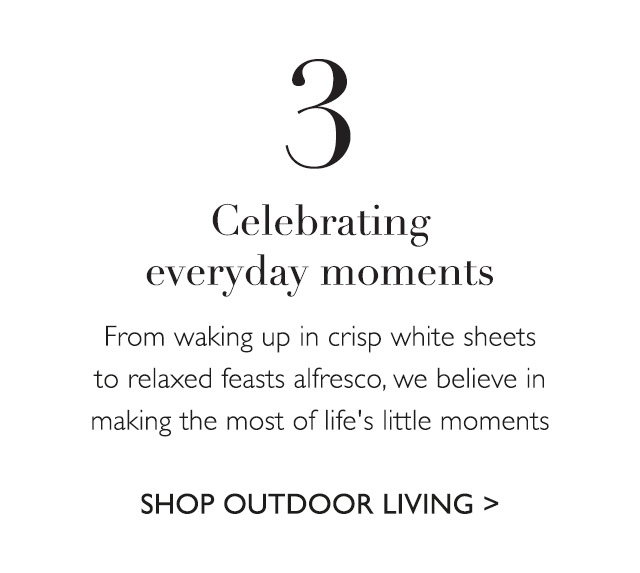 3
Celebrating
everyday moments
From waking up in crisp white sheets
to relaxed feasts alfresco, we believe in
making the most of life's little moments
SHOP OUTDOOR LIVING >